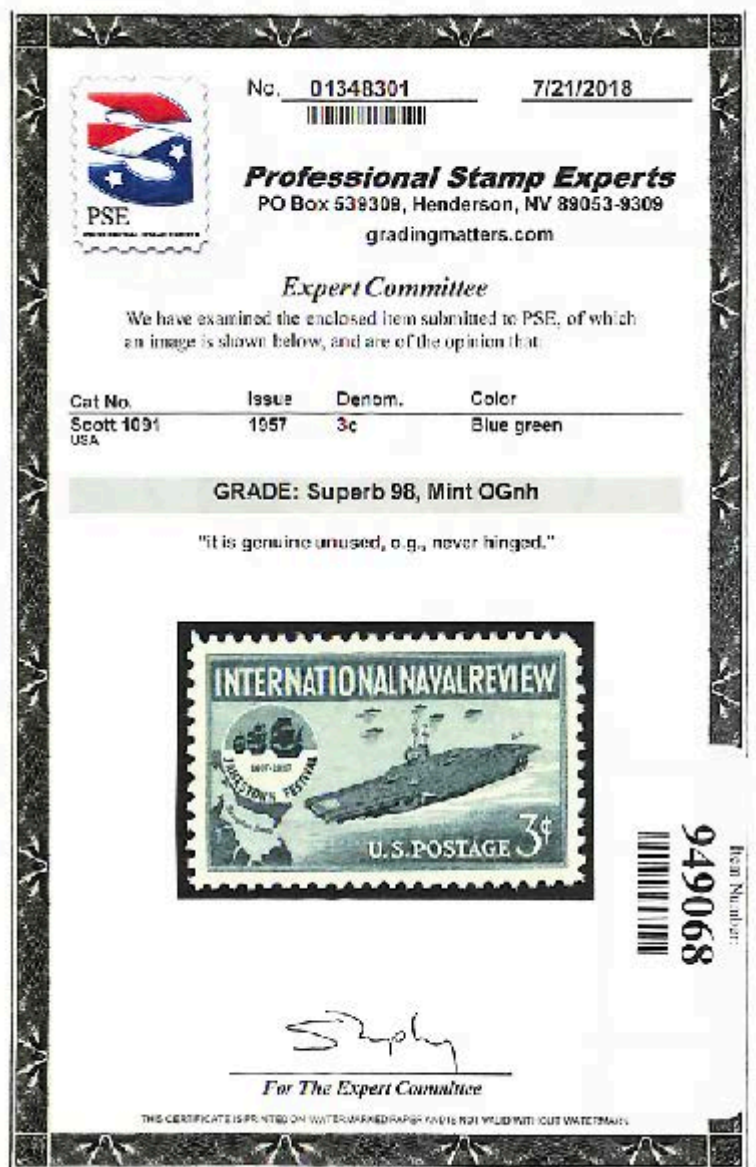 No. 01348301 7/21/2018
PSE
Professional Stamp Experts
PO Box 539309, Henderson, NV 89053-9309
gradingmatters.com
Expert Committee
We have examined the enclosed item submitted to PSE, of which
an image is shown below, and are of the opinion that
Cat No. Issue Denom. Color
Scott 1091 1957 3c Blue green
USA
GRADE: Superb 98, Mint OGnh
"it is genuine unused, o.g., never hinged."
INTERNATIONAL NAVAL REVIEW
1607-1957
JAMESTOWN FESTIVAL
U.S. POSTAGE 3¢
Item Number:
949068
For The Expert Committee
THIS CERTIFICATE IS PRINTED ON WATERMARKED PAPER AND IS NOT VALID WITHOUT WATERMARK